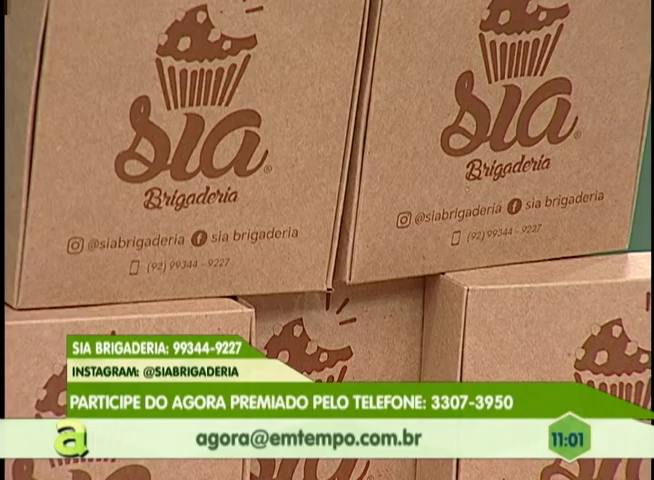 sia
Brigaderia
@siabrigaderia sia brigaderia
(92) 99344-9227
sia
Brigaderia
@siabrigaderia sia brigaderia
(92) 99344-9227
SIA BRIGADERIA: 99344-9227
INSTAGRAM: @SIABRIGADERIA
PARTICIPE DO AGORA PREMIADO PELO TELEFONE: 3307-3950
a agora@emtempo.com.br 11:01